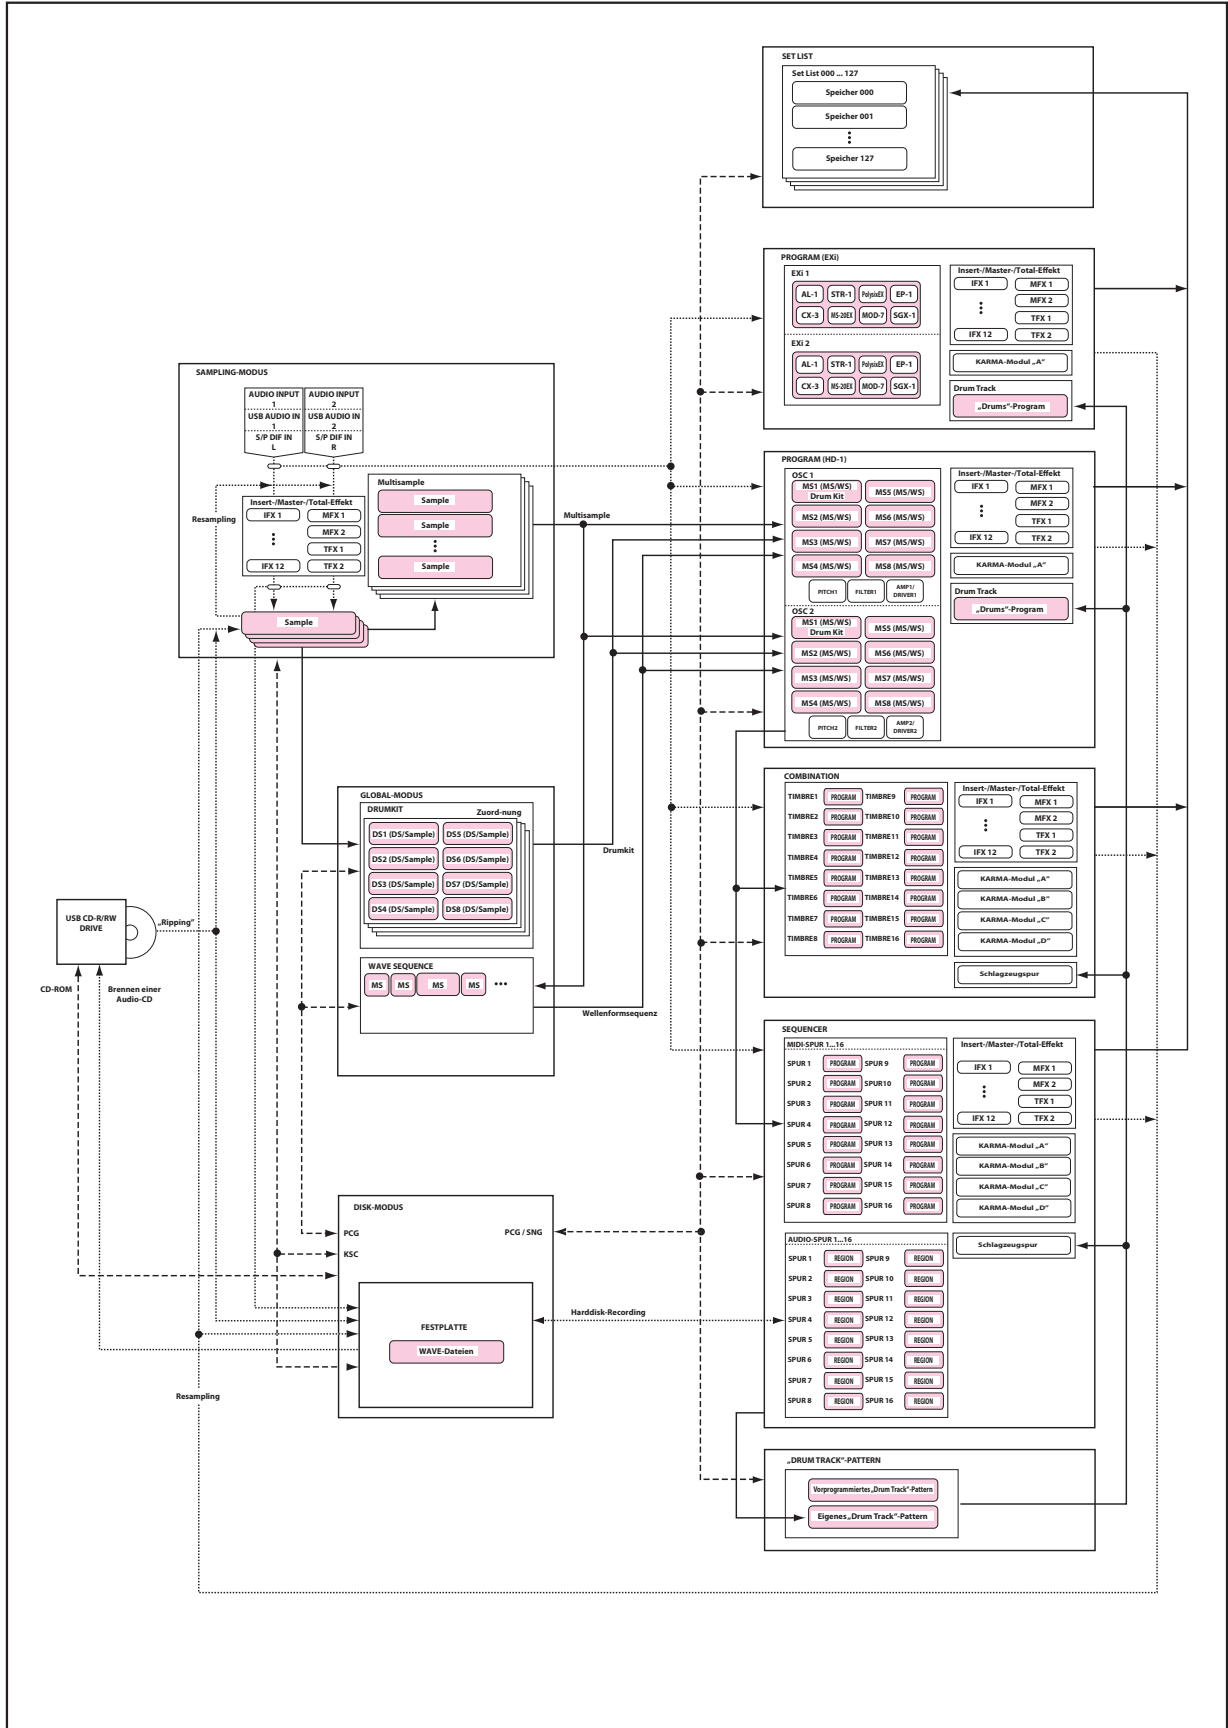 SET LIST
Set List 000 ... 127
Speicher 000
Speicher 001
Speicher 127
PROGRAM (EXi)
EXi 1
AL-1 STR-1 PolysixEX EP-1
CX-3 MS-20EX MOD-7 SGX-1
EXi 2
AL-1 STR-1 PolysixEX EP-1
CX-3 MS-20EX MOD-7 SGX-1
Insert-/Master-/Total-Effekt
IFX 1 MFX 1
MFX 2
TFX 1
IFX 12 TFX 2
KARMA-Modul „A“
Drum Track
„Drums“-Program
SAMPLING-MODUS
AUDIO INPUT 1
AUDIO INPUT 2
USB AUDIO IN 1
USB AUDIO IN 2
S/P DIF IN L
S/P DIF IN R
Resampling
Insert-/Master-/Total-Effekt
IFX 1 MFX 1
MFX 2
TFX 1
IFX 12 TFX 2
Multisample
Sample
Sample
Sample
Sample
Multisample
PROGRAM (HD-1)
OSC 1
MS1 (MS/WS) Drum Kit
MS5 (MS/WS)
MS2 (MS/WS) MS6 (MS/WS)
MS3 (MS/WS) MS7 (MS/WS)
MS4 (MS/WS) MS8 (MS/WS)
PITCH1 FILTER1 AMP1/ DRIVER1
OSC 2
MS1 (MS/WS) Drum Kit
MS5 (MS/WS)
MS2 (MS/WS) MS6 (MS/WS)
MS3 (MS/WS) MS7 (MS/WS)
MS4 (MS/WS) MS8 (MS/WS)
PITCH2 FILTER2 AMP2/ DRIVER2
Insert-/Master-/Total-Effekt
IFX 1 MFX 1
MFX 2
TFX 1
IFX 12 TFX 2
KARMA-Modul „A“
Drum Track
„Drums“-Program
GLOBAL-MODUS
DRUMKIT Zuord-nung
DS1 (DS/Sample) DS5 (DS/Sample)
DS2 (DS/Sample) DS6 (DS/Sample)
DS3 (DS/Sample) DS7 (DS/Sample)
DS4 (DS/Sample) DS8 (DS/Sample)
Drumkit
WAVE SEQUENCE
MS MS MS MS •••
Wellenformsequenz
USB CD-R/RW
DRIVE
„Ripping“
CD-ROM
Brennen einer
Audio-CD
COMBINATION
TIMBRE1 PROGRAM TIMBRE9 PROGRAM
TIMBRE2 PROGRAM TIMBRE10 PROGRAM
TIMBRE3 PROGRAM TIMBRE11 PROGRAM
TIMBRE4 PROGRAM TIMBRE12 PROGRAM
TIMBRE5 PROGRAM TIMBRE13 PROGRAM
TIMBRE6 PROGRAM TIMBRE14 PROGRAM
TIMBRE7 PROGRAM TIMBRE15 PROGRAM
TIMBRE8 PROGRAM TIMBRE16 PROGRAM
Insert-/Master-/Total-Effekt
IFX 1 MFX 1
MFX 2
TFX 1
IFX 12 TFX 2
KARMA-Modul „A“
KARMA-Modul „B“
KARMA-Modul „C“
KARMA-Modul „D“
Schlagzeugspur
SEQUENCER
MIDI-SPUR 1...16
SPUR 1 PROGRAM SPUR 9 PROGRAM
SPUR 2 PROGRAM SPUR10 PROGRAM
SPUR 3 PROGRAM SPUR 11 PROGRAM
SPUR 4 PROGRAM SPUR 12 PROGRAM
SPUR 5 PROGRAM SPUR 13 PROGRAM
SPUR 6 PROGRAM SPUR 14 PROGRAM
SPUR 7 PROGRAM SPUR 15 PROGRAM
SPUR 8 PROGRAM SPUR 16 PROGRAM
Insert-/Master-/Total-Effekt
IFX 1 MFX 1
MFX 2
TFX 1
IFX 12 TFX 2
KARMA-Modul „A“
KARMA-Modul „B“
KARMA-Modul „C“
KARMA-Modul „D“
Schlagzeugspur
AUDIO-SPUR 1...16
SPUR 1 REGION SPUR 9 REGION
SPUR 2 REGION SPUR 10 REGION
SPUR 3 REGION SPUR 11 REGION
SPUR 4 REGION SPUR 12 REGION
SPUR 5 REGION SPUR 13 REGION
SPUR 6 REGION SPUR 14 REGION
SPUR 7 REGION SPUR 15 REGION
SPUR 8 REGION SPUR 16 REGION
DISK-MODUS
PCG
KSC
PCG / SNG
FESTPLATTE
WAVE-Dateien
Harddisk-Recording
Resampling
„DRUM TRACK“-PATTERN
Vorprogrammiertes „Drum Track“-Pattern
Eigenes „Drum Track“-Pattern